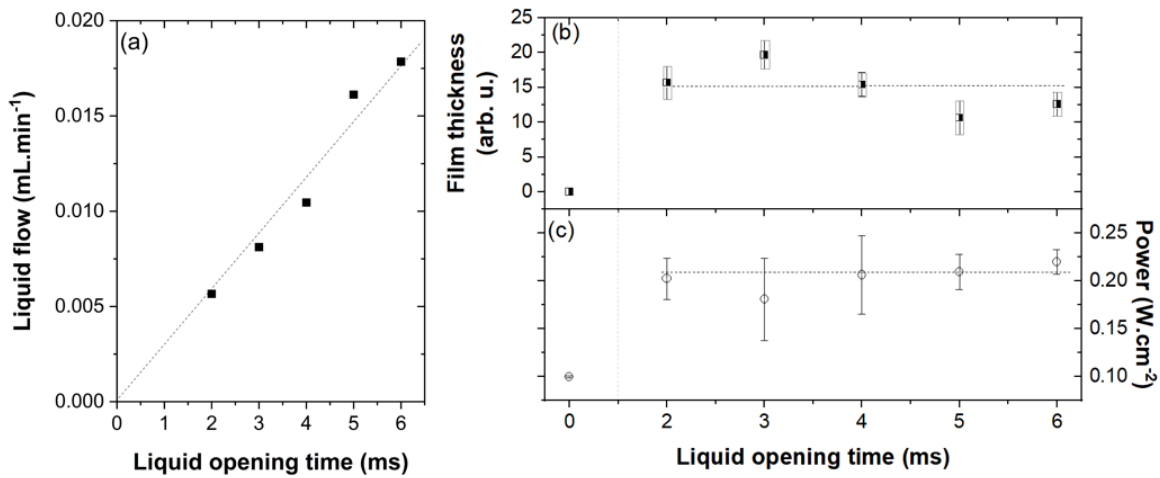 (a)
0.020
0.015
0.010
0.005
0.000
0 1 2 3 4 5 6
Liquid flow (mL.min⁻¹)
Liquid opening time (ms)
(b)
25
20
15
10
5
0
Film thickness
(arb. u.)
(c)
0.25
0.20
0.15
0.10
Power (W.cm⁻²)
0 2 3 4 5 6
Liquid opening time (ms)